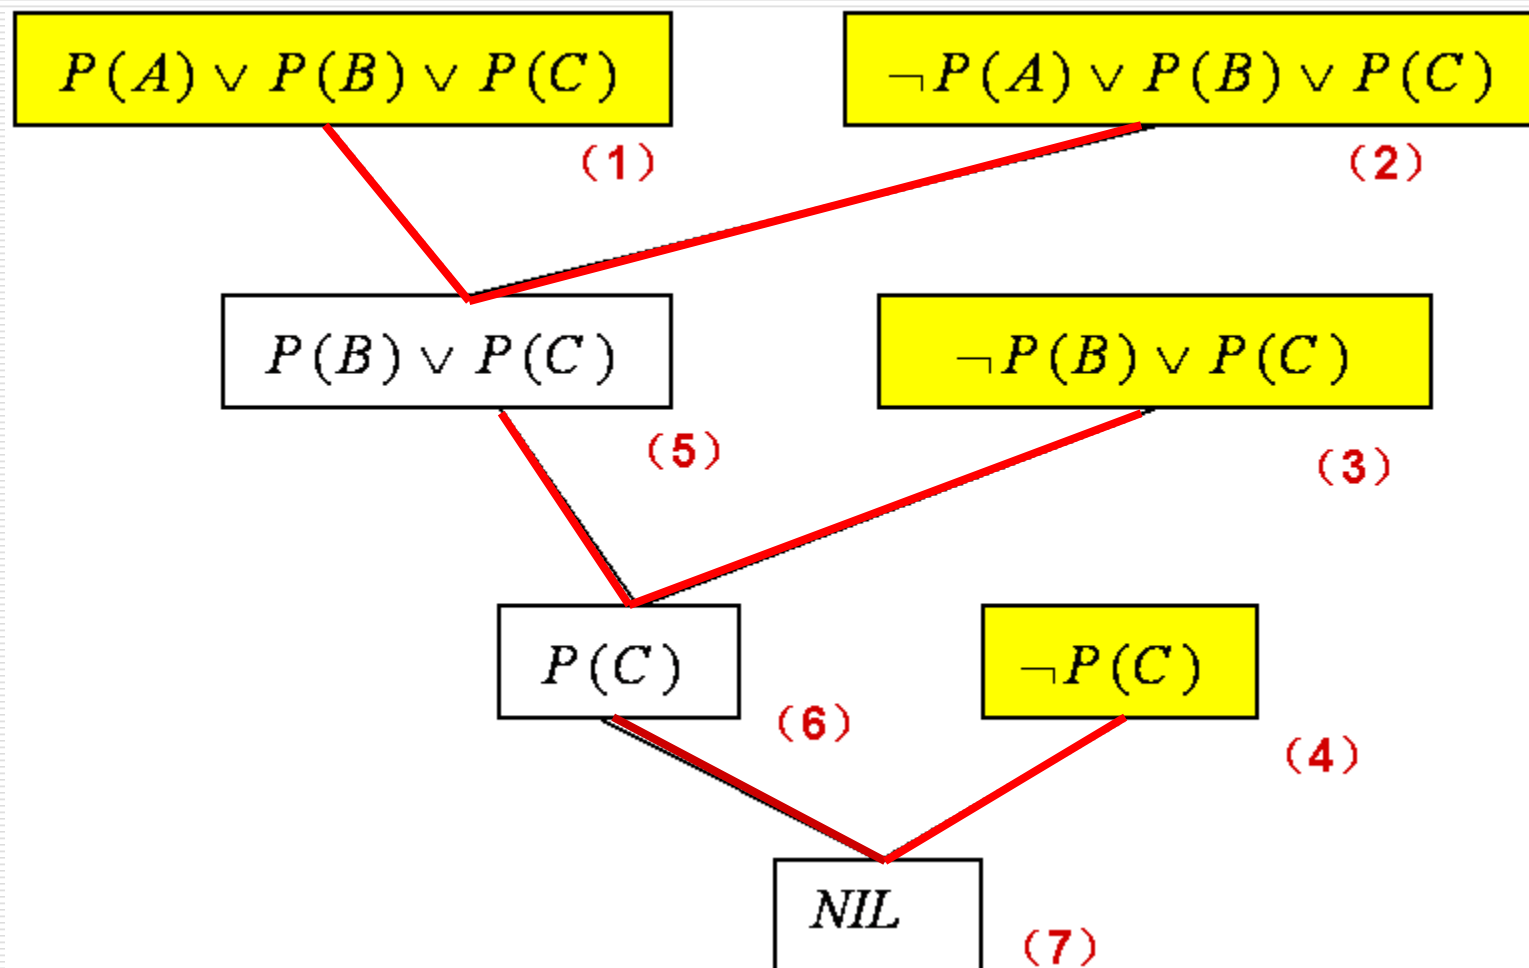 P(A) ∨ P(B) ∨ P(C)
¬P(A) ∨ P(B) ∨ P(C)
（1）
（2）
P(B) ∨ P(C)
¬P(B) ∨ P(C)
（5）
（3）
P(C)
¬P(C)
（6）
（4）
NIL
（7）